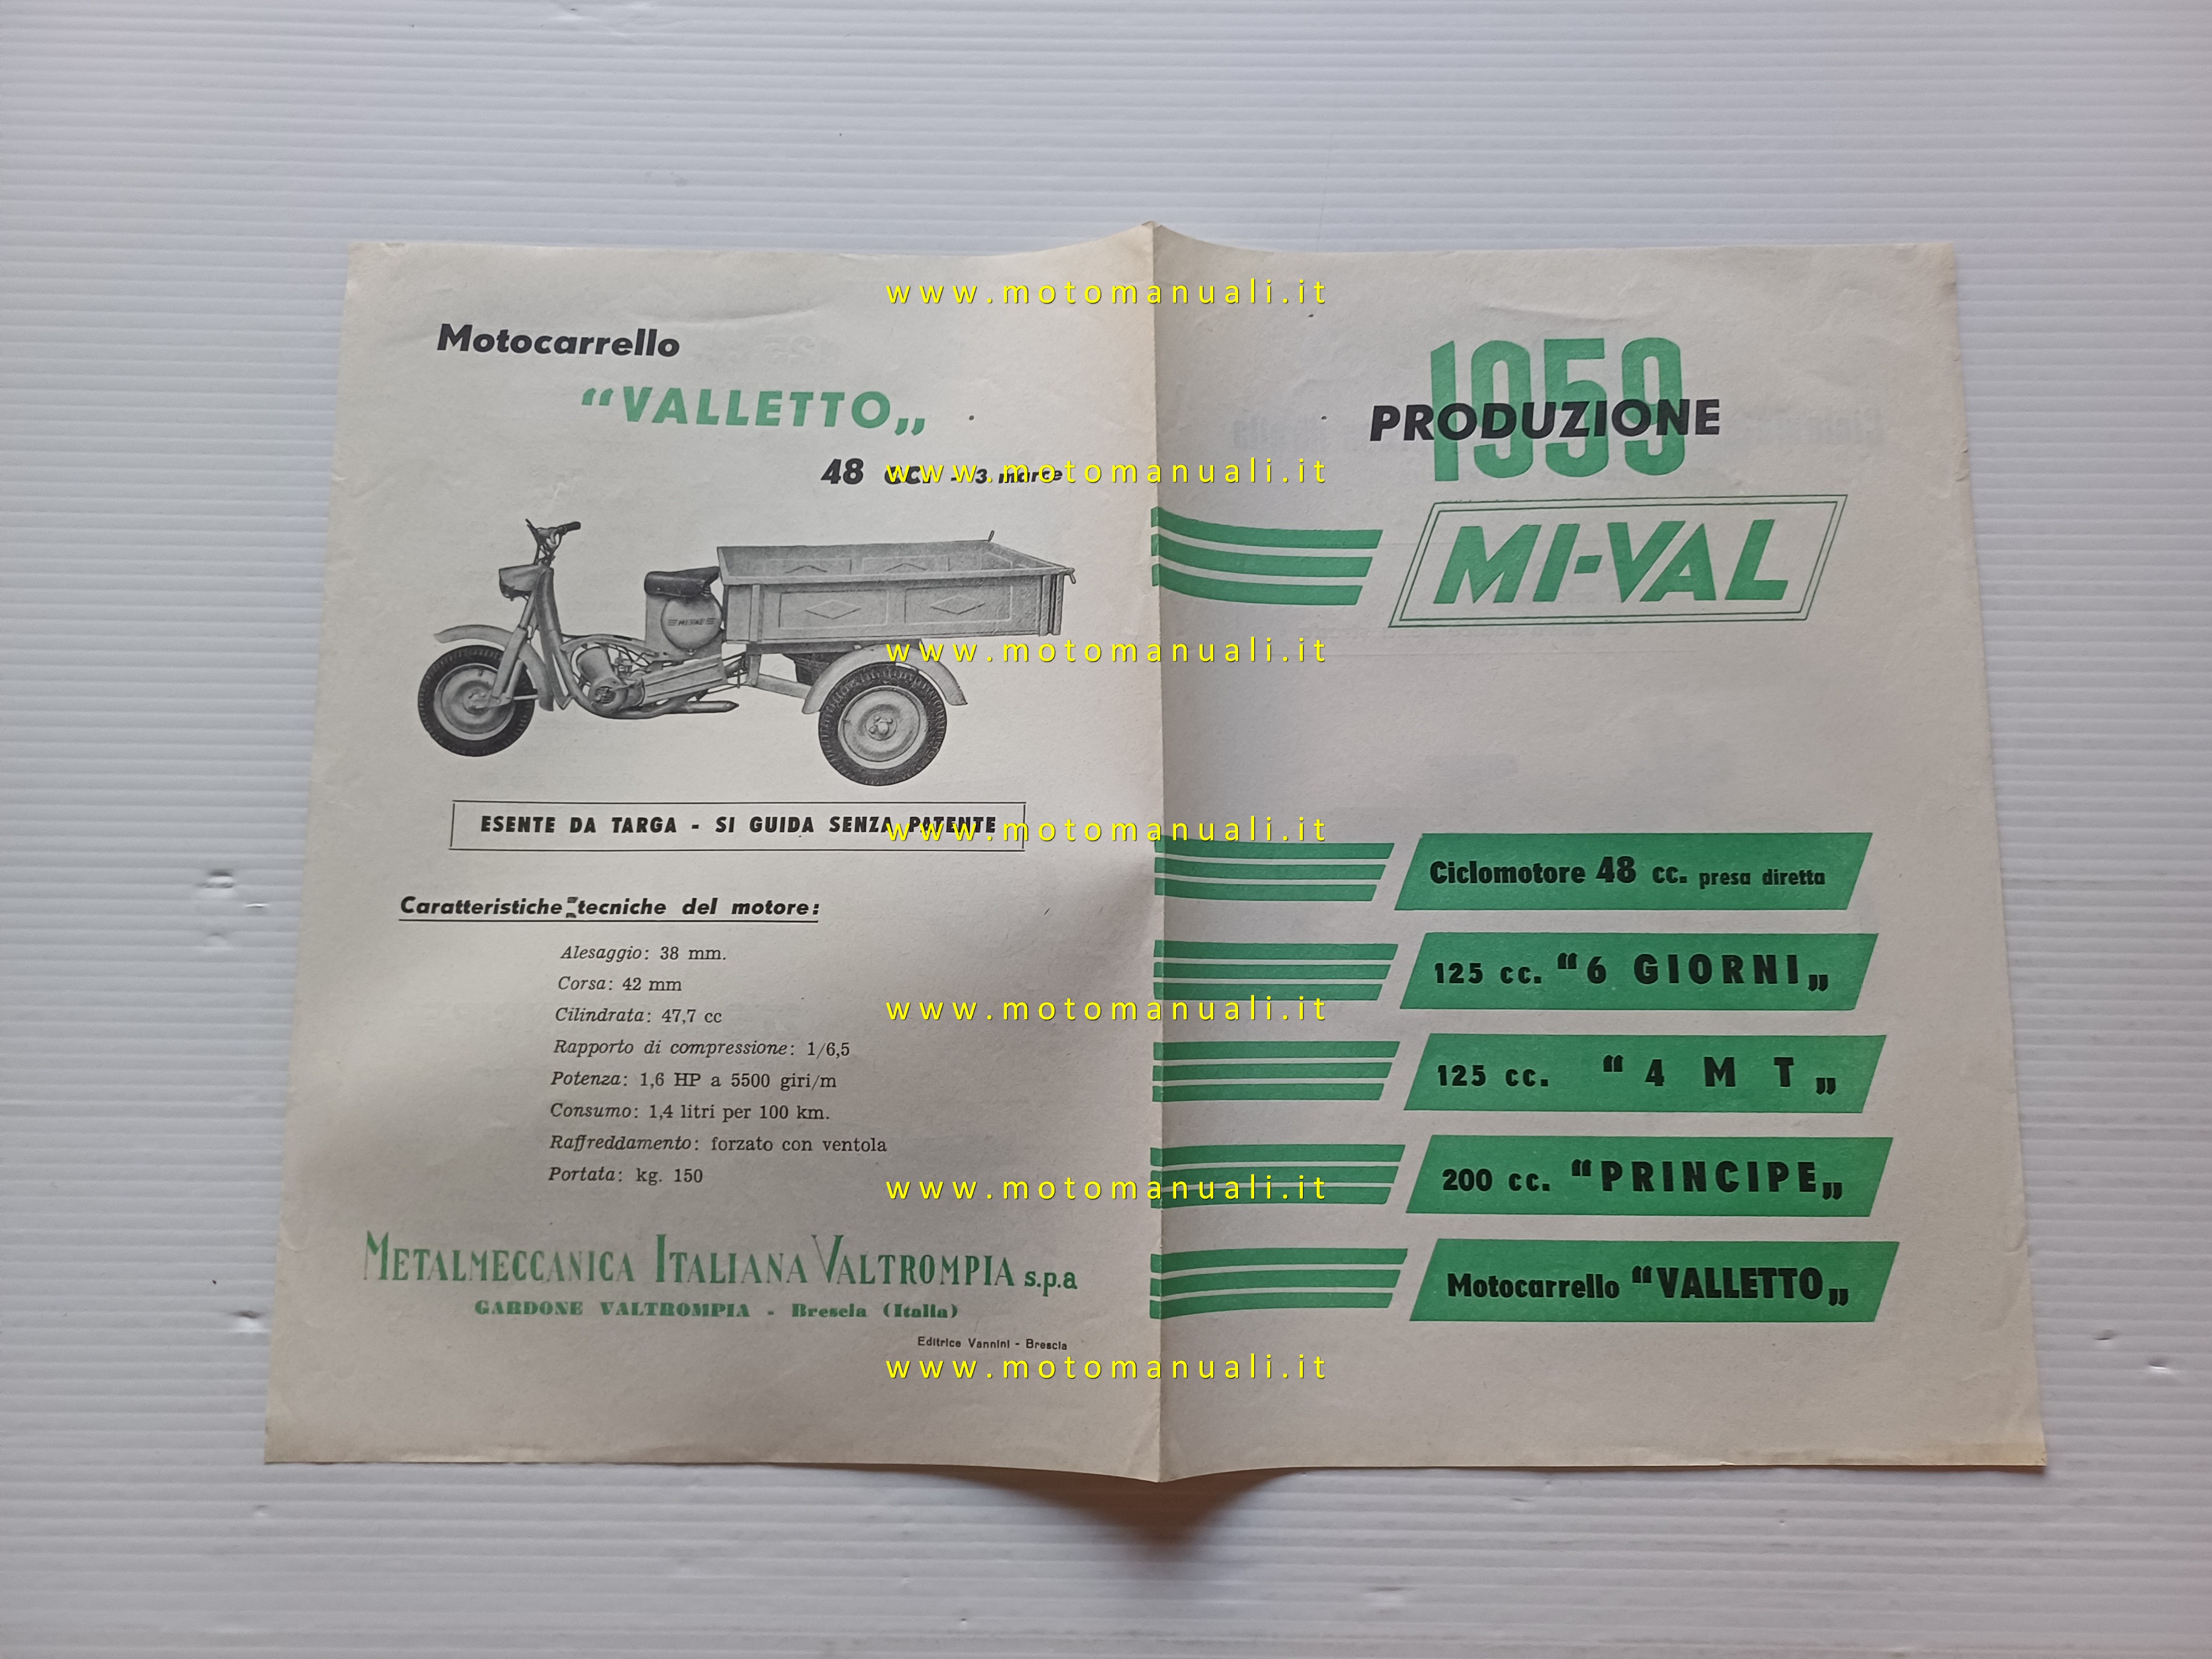 Motocarrello
“VALLETTO„
48 cc. - 3 marce
MI-VAL
ESENTE DA TARGA - SI GUIDA SENZA PATENTE
Caratteristiche tecniche del motore:
Alesaggio: 38 mm.
Corsa: 42 mm
Cilindrata: 47,7 cc
Rapporto di compressione: 1/6,5
Potenza: 1,6 HP a 5500 giri/m
Consumo: 1,4 litri per 100 km.
Raffreddamento: forzato con ventola
Portata: kg. 150
METALMECCANICA ITALIANA VALTROMPIA s.p.a
GARDONE VALTROMPIA - Brescia (Italia)
Editrice Vannini - Brescia
1959
PRODUZIONE
MI-VAL
Ciclomotore 48 cc. presa diretta
125 cc. “6 GIORNI„
125 cc. “4 M T„
200 cc. “PRINCIPE„
Motocarrello “VALLETTO„
www.motomanuali.it
www.motomanuali.it
www.motomanuali.it
www.motomanuali.it
www.motomanuali.it
www.motomanuali.it
www.motomanuali.it